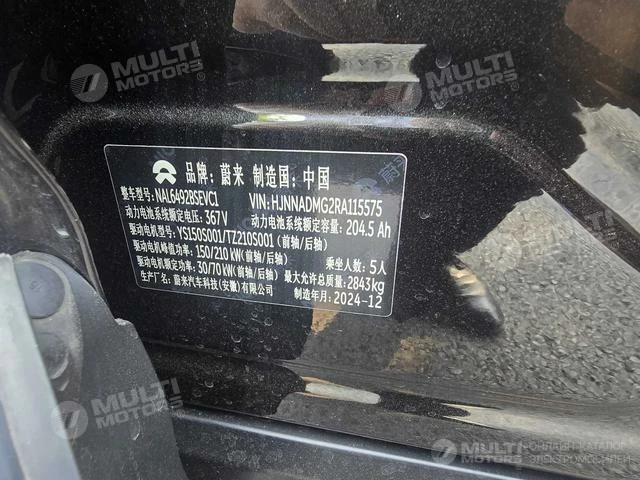 MULTI
MOTORS
MULTI
MOTORS
品牌: 蔚来 制造国: 中国
整车型号: NAL6492BSEVC1 VIN: HJNNADMG2RA115575
动力电池系统额定电压: 367V 动力电池系统额定容量: 204.5 Ah
驱动电机型号: YS150S001/TZ210S001 (前轴/后轴)
驱动电机峰值功率: 150/210 kW(前轴/后轴) 乘坐人数: 5人
驱动电机额定功率: 30/70 kW(前轴/后轴) 最大允许总质量: 2843kg
生产厂名: 蔚来汽车科技(安徽)有限公司 制造年月: 2024-12
MULTI
MOTORS
MULTI
MOTORS
MULTI
MOTORS
ОНЛАЙН-КАТАЛОГ
ЭЛЕКТРОМОБИЛЕЙ